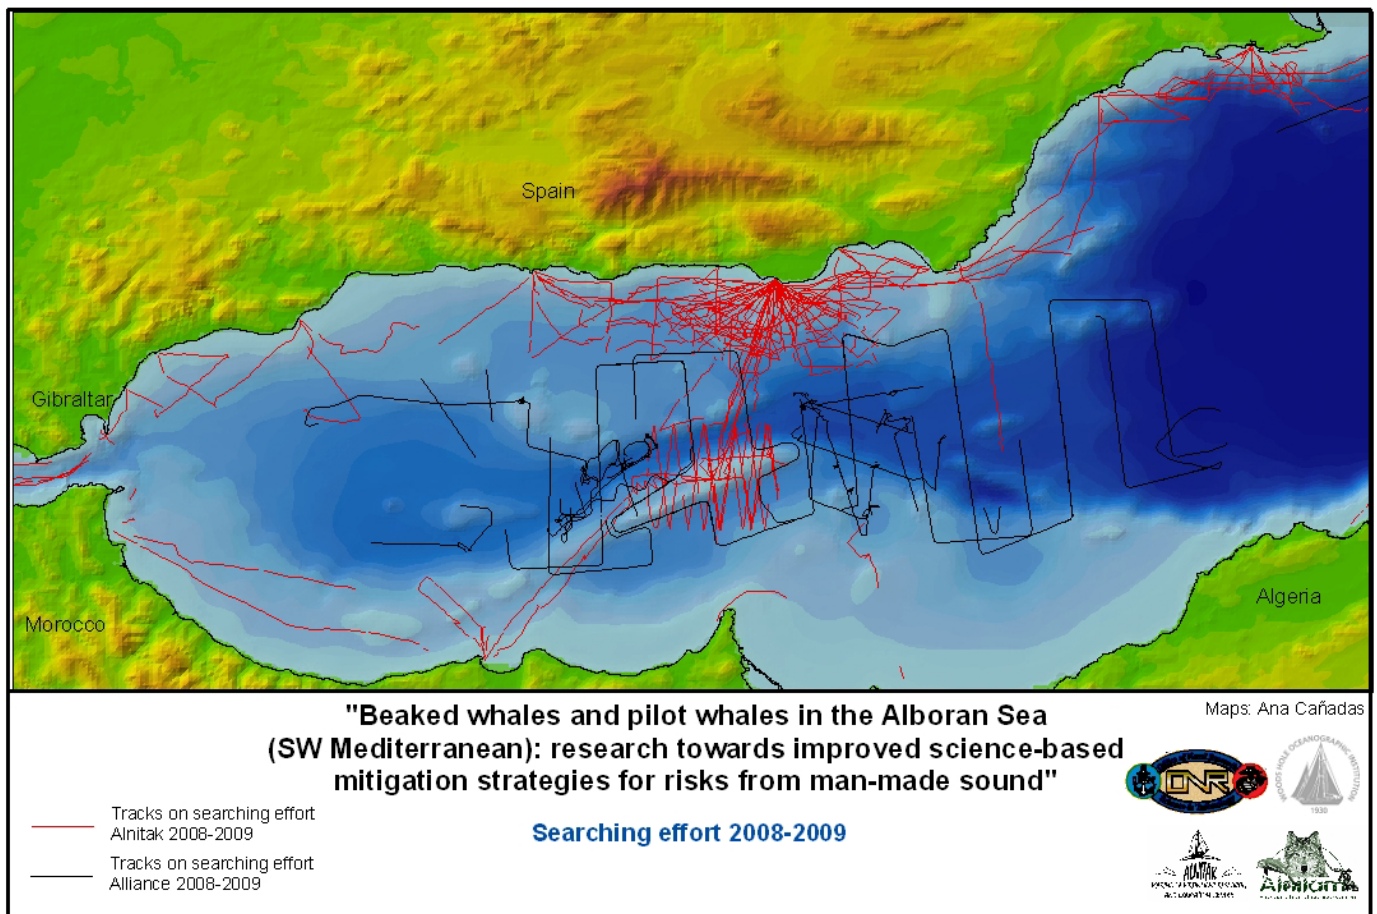 Spain
Gibraltar
Morocco
Algeria
"Beaked whales and pilot whales in the Alboran Sea
(SW Mediterranean): research towards improved science-based
mitigation strategies for risks from man-made sound"
Maps: Ana Cañadas
Searching effort 2008-2009
Tracks on searching effort
Alnitak 2008-2009
Tracks on searching effort
Alliance 2008-2009
ONR
WOODS HOLE OCEANOGRAPHIC INSTITUTION
1930
ALNITAK